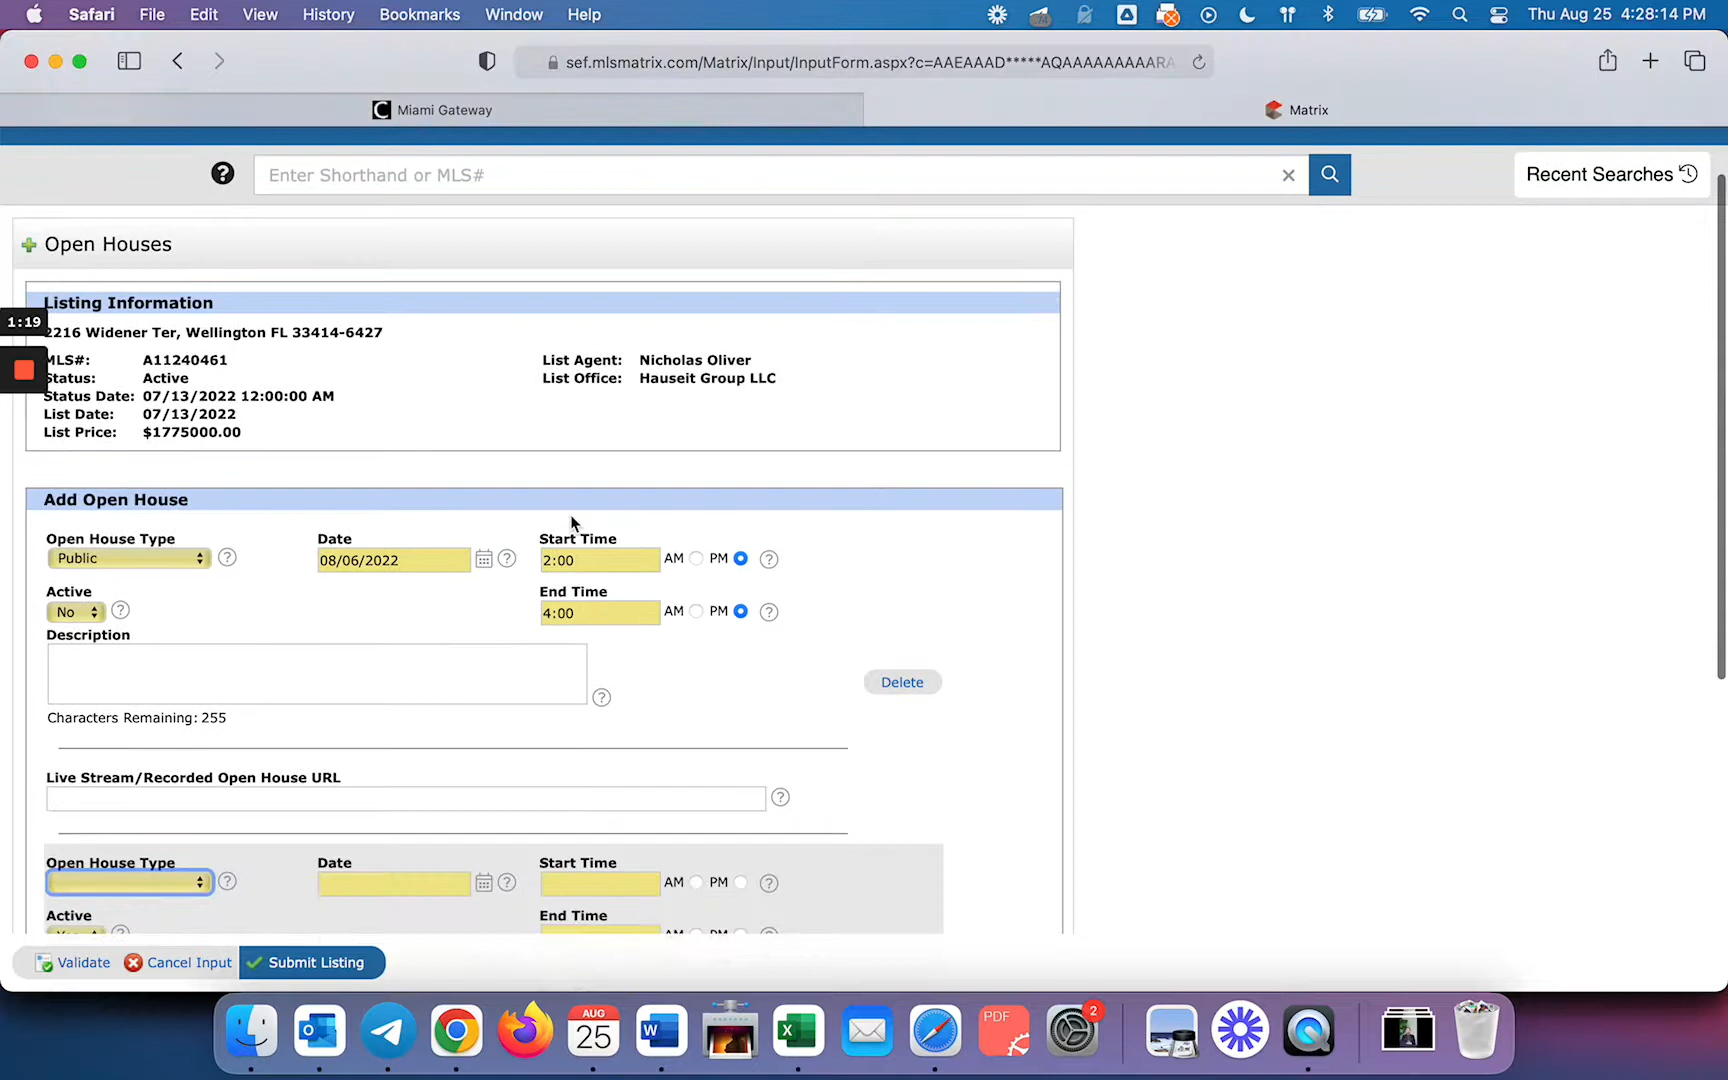 Safari File Edit View History Bookmarks Window Help
74
Thu Aug 25 4:28:14 PM
sef.mlsmatrix.com/Matrix/Input/InputForm.aspx?c=AAEAAAD*****AQAAAAAAAAARA
Miami Gateway
Matrix
Enter Shorthand or MLS#
Recent Searches
Open Houses
Listing Information
1:19
2216 Widener Ter, Wellington FL 33414-6427
MLS#: A11240461
List Agent: Nicholas Oliver
Status: Active
List Office: Hauseit Group LLC
Status Date: 07/13/2022 12:00:00 AM
List Date: 07/13/2022
List Price: $1775000.00
Add Open House
Open House Type Date Start Time
Public 08/06/2022 2:00 AM PM
Active End Time
No 4:00 AM PM
Description
Delete
Characters Remaining: 255
Live Stream/Recorded Open House URL
Open House Type Date Start Time
AM PM
Active End Time
Validate Cancel Input Submit Listing
AUG
25
PDF
2